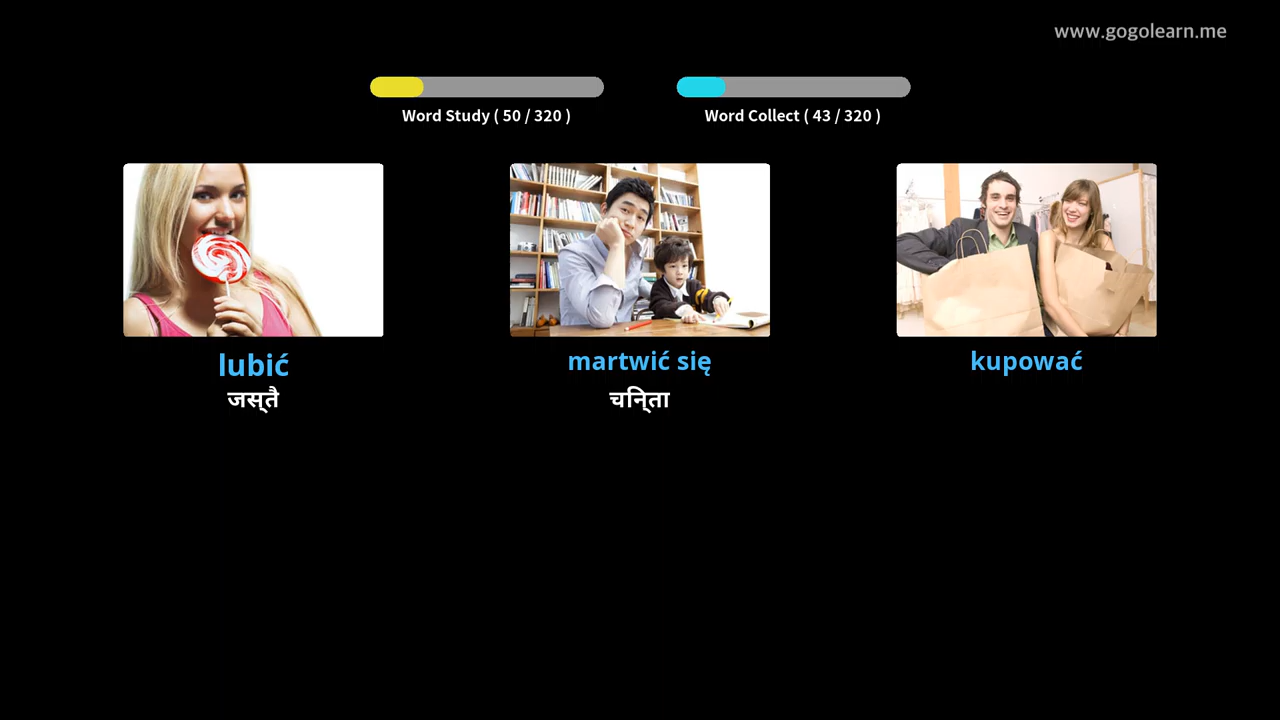 www.gogolearn.me
Word Study ( 50 / 320 )
Word Collect ( 43 / 320 )
lubić
martwić się
kupować
जस्तै
चिन्ता